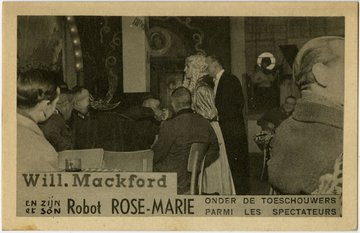 Will. Mackford
EN ZIJN
et son Robot ROSE-MARIE
ONDER DE TOESCHOUWERS
PARMI LES SPECTATEURS